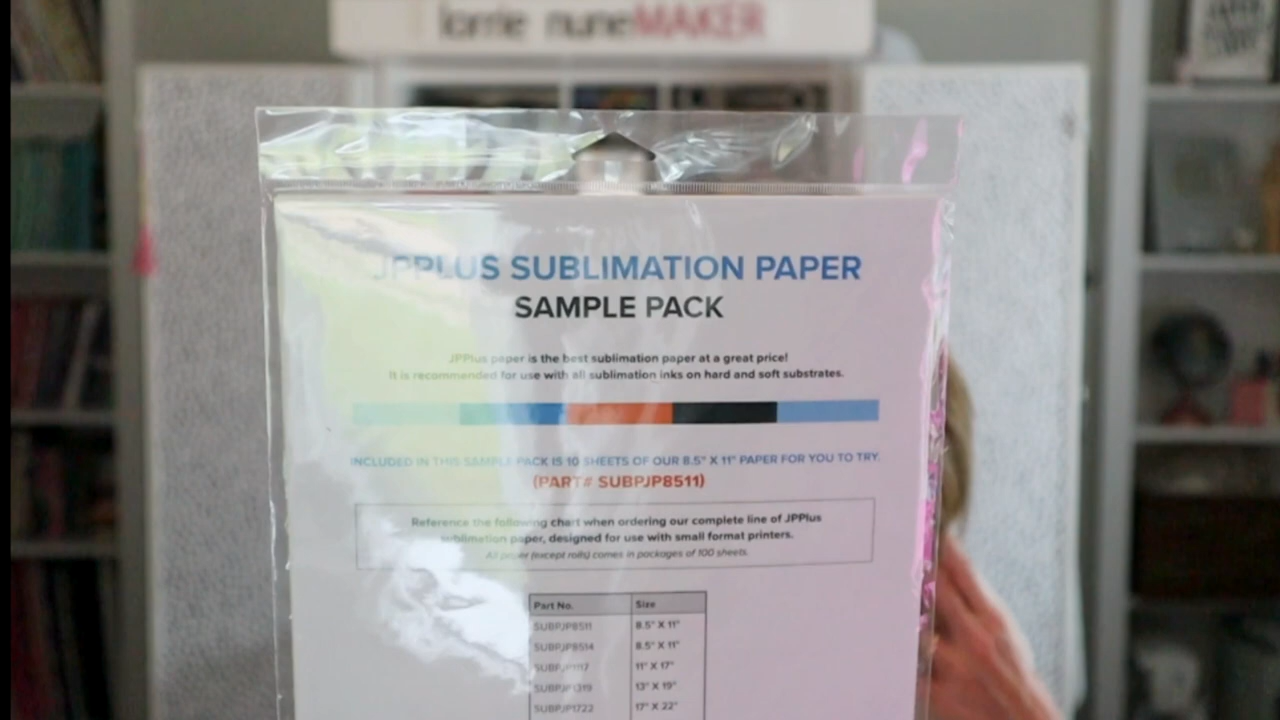 lorrie nuneMAKER
JPPLUS SUBLIMATION PAPER
SAMPLE PACK
JPPlus paper is the best sublimation paper at a great price!
It is recommended for use with all sublimation inks on hard and soft substrates.
INCLUDED IN THIS SAMPLE PACK IS 10 SHEETS OF OUR 8.5" X 11" PAPER FOR YOU TO TRY.
(PART# SUBPJP8511)
Reference the following chart when ordering our complete line of JPPlus
sublimation paper, designed for use with small format printers.
All paper (except rolls) comes in packages of 100 sheets.
Part No. Size
SUBPJP8511 8.5" X 11"
SUBPJP8514 8.5" X 11"
SUBPJP1117 11" X 17"
SUBPJP1319 13" X 19"
SUBPJP1722 17" X 22"